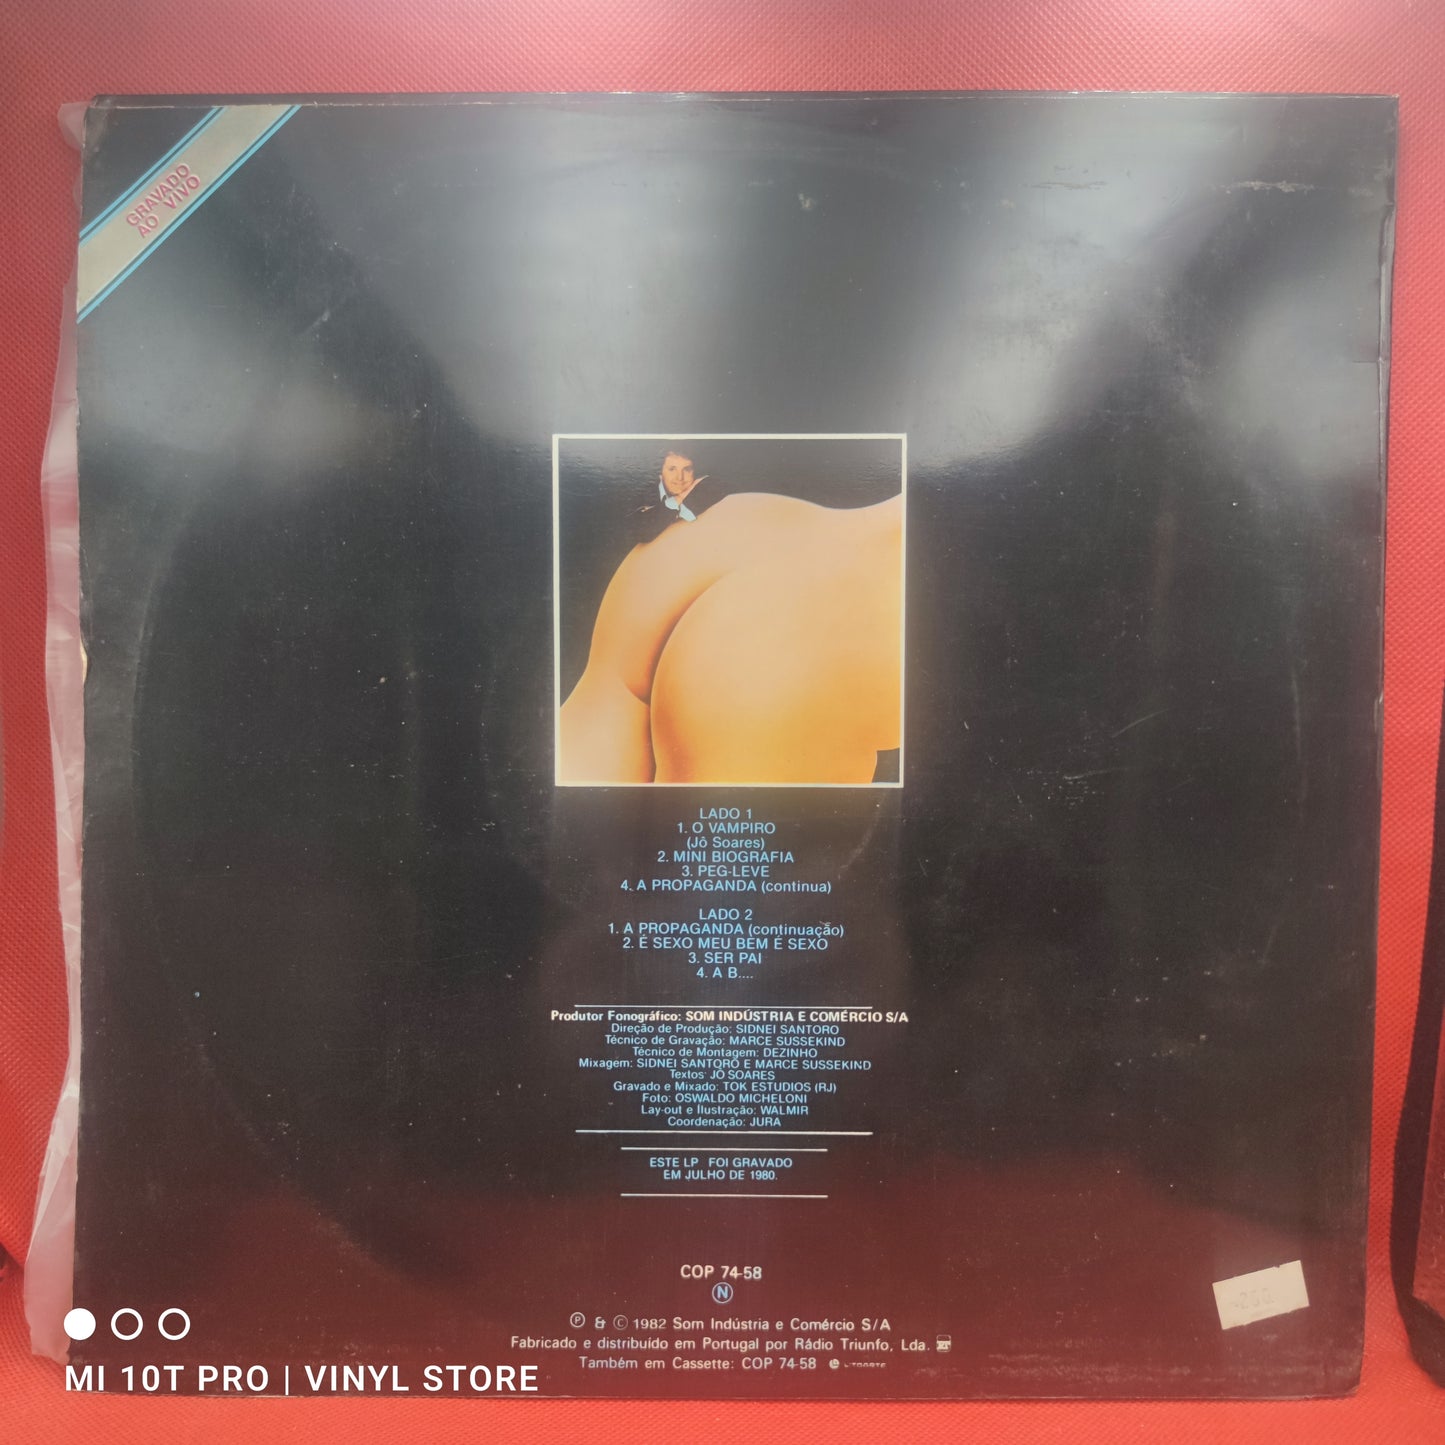 GRAVADO
AO VIVO
LADO 1
1. O VAMPIRO
(Jô Soares)
2. MINI BIOGRAFIA
3. PEG-LEVE
4. A PROPAGANDA (continua)
LADO 2
1. A PROPAGANDA (continuação)
2. É SEXO MEU BEM É SEXO
3. SER PAI
4. A B....
Produtor Fonográfico: SOM INDÚSTRIA E COMÉRCIO S/A
Direção de Produção: SIDNEI SANTORO
Técnico de Gravação: MARCE SUSSEKIND
Técnico de Montagem: DEZINHO
Mixagem: SIDNEI SANTORO E MARCE SUSSEKIND
Textos: JÔ SOARES
Gravado e Mixado: TOK ESTUDIOS (RJ)
Foto: OSWALDO MICHELONI
Lay-out e Ilustração: WALMIR
Coordenação: JURA
ESTE LP FOI GRAVADO
EM JULHO DE 1980.
COP 74-58
N
Ⓟ & Ⓒ 1982 Som Indústria e Comércio S/A
Fabricado e distribuído em Portugal por Rádio Triunfo, Lda.
Também em Cassette: COP 74-58
MI 10T PRO | VINYL STORE